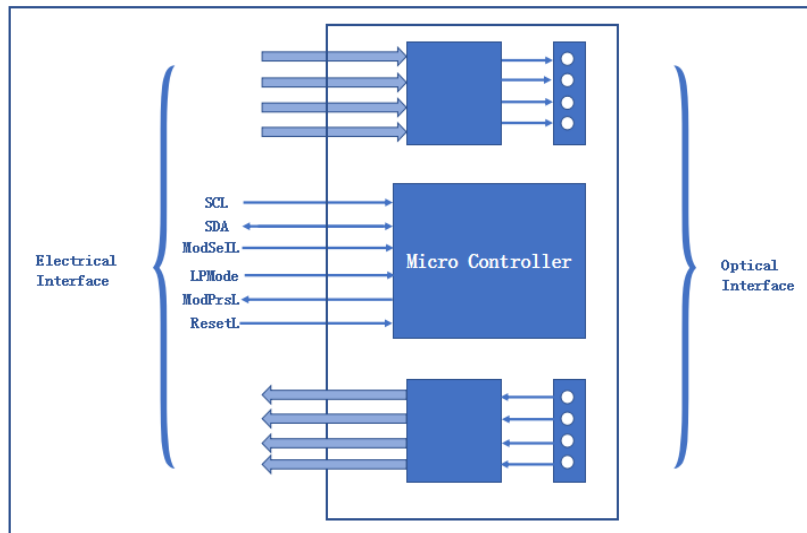 SCL
SDA
ModSelL
LPMode
ModPrsL
ResetL
Electrical
Interface
Micro Controller
Optical
Interface